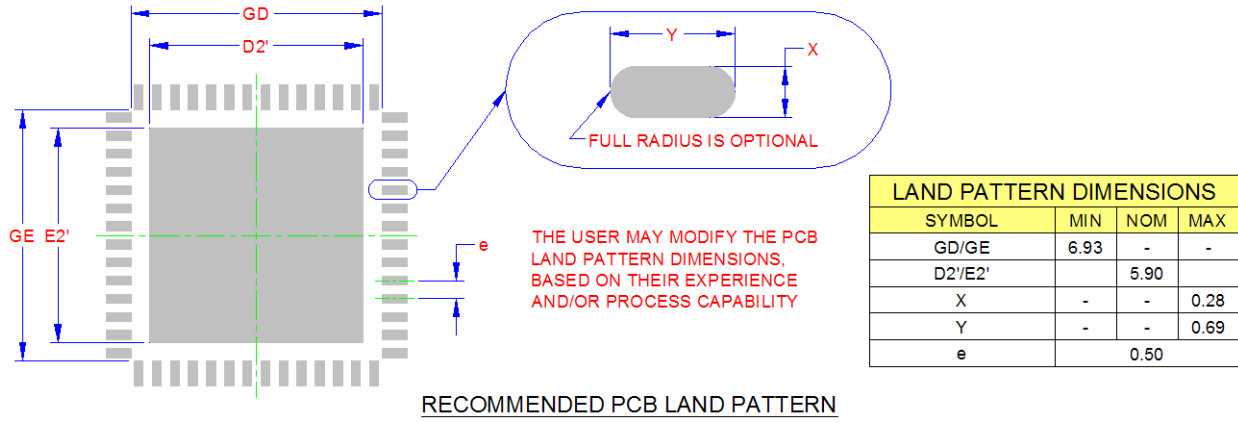 GD
D2'
GE E2'
e
Y
X
FULL RADIUS IS OPTIONAL
THE USER MAY MODIFY THE PCB
LAND PATTERN DIMENSIONS,
BASED ON THEIR EXPERIENCE
AND/OR PROCESS CAPABILITY
LAND PATTERN DIMENSIONS
SYMBOL MIN NOM MAX
GD/GE 6.93 - -
D2'/E2' 5.90
X - - 0.28
Y - - 0.69
e 0.50
RECOMMENDED PCB LAND PATTERN